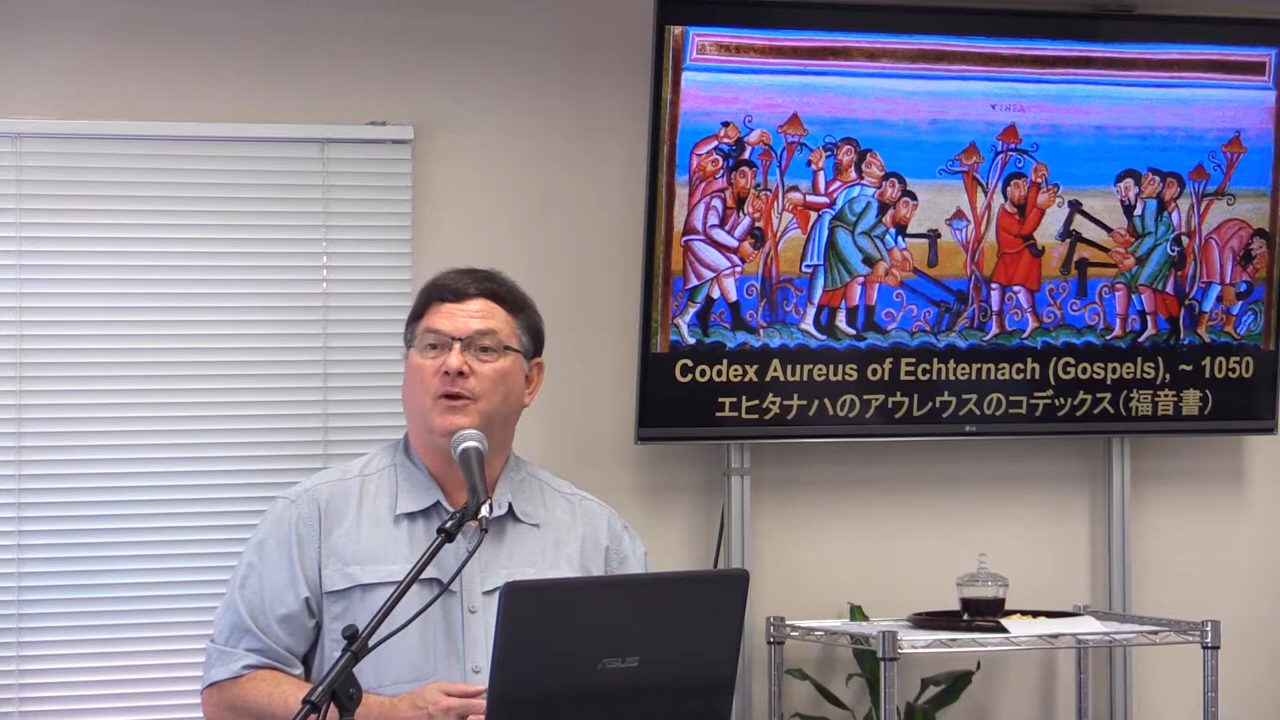 VINEA
Codex Aureus of Echternach (Gospels), ~ 1050
エヒタナハのアウレウスのコデックス（福音書）
LG
ASUS